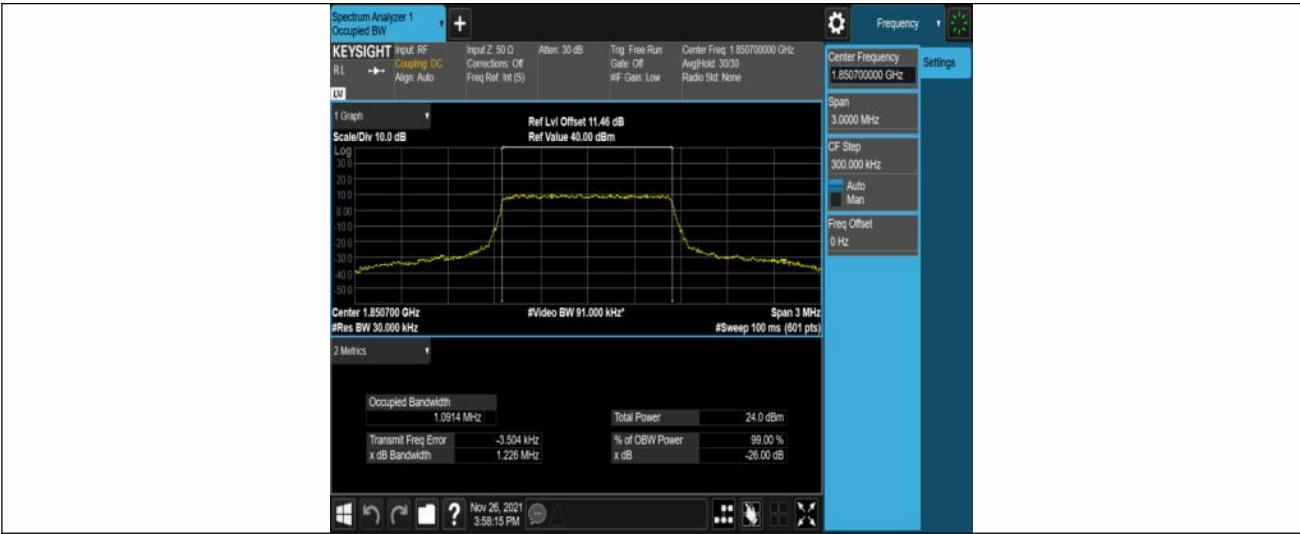 Spectrum Analyzer 1
Occupied BW
Frequency
KEYSIGHT
R L
LM
Input: RF
Coupling: DC
Align: Auto
Input Z: 50 Ω
Corrections: Off
Freq Ref: Int (S)
Atten: 30 dB
Trig: Free Run
Gate: Off
#IF Gain: Low
Center Freq: 1.850700000 GHz
Avg|Hold: 30/30
Radio Std: None
Center Frequency
1.850700000 GHz
Settings
Span
3.0000 MHz
CF Step
300.000 kHz
Auto
Man
Freq Offset
0 Hz
1 Graph
Scale/Div 10.0 dB
Ref Lvl Offset 11.46 dB
Ref Value 40.00 dBm
Log
30.0
20.0
10.0
0.00
-10.0
-20.0
-30.0
-40.0
-50.0
Center 1.850700 GHz
#Res BW 30.000 kHz
#Video BW 91.000 kHz*
Span 3 MHz
#Sweep 100 ms (601 pts)
2 Metrics
Occupied Bandwidth
1.0914 MHz
Total Power 24.0 dBm
Transmit Freq Error -3.504 kHz
% of OBW Power 99.00 %
x dB Bandwidth 1.226 MHz
x dB -26.00 dB
?
Nov 26, 2021
3:58:15 PM